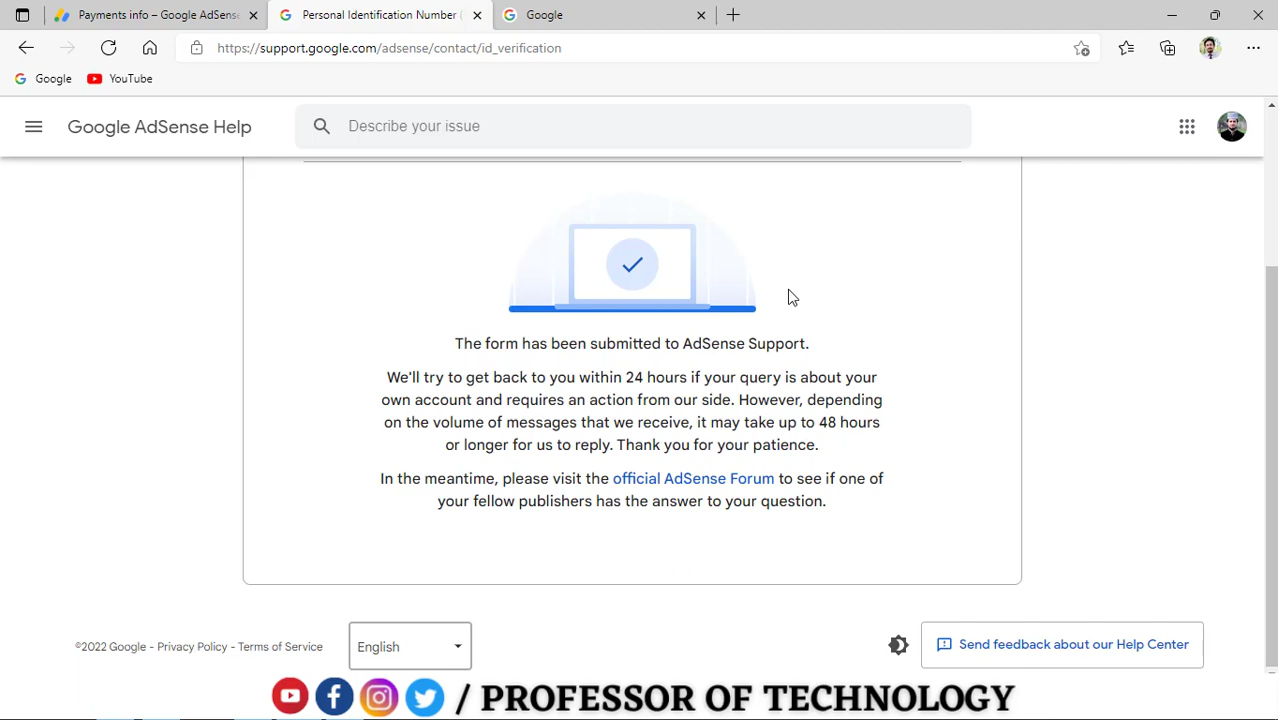 Payments info – Google AdSense
Personal Identification Number (
Google
https://support.google.com/adsense/contact/id_verification
Google
YouTube
Google AdSense Help
Describe your issue
The form has been submitted to AdSense Support.
We'll try to get back to you within 24 hours if your query is about your
own account and requires an action from our side. However, depending
on the volume of messages that we receive, it may take up to 48 hours
or longer for us to reply. Thank you for your patience.
In the meantime, please visit the official AdSense Forum to see if one of
your fellow publishers has the answer to your question.
©2022 Google - Privacy Policy - Terms of Service
English
Send feedback about our Help Center
/ PROFESSOR OF TECHNOLOGY